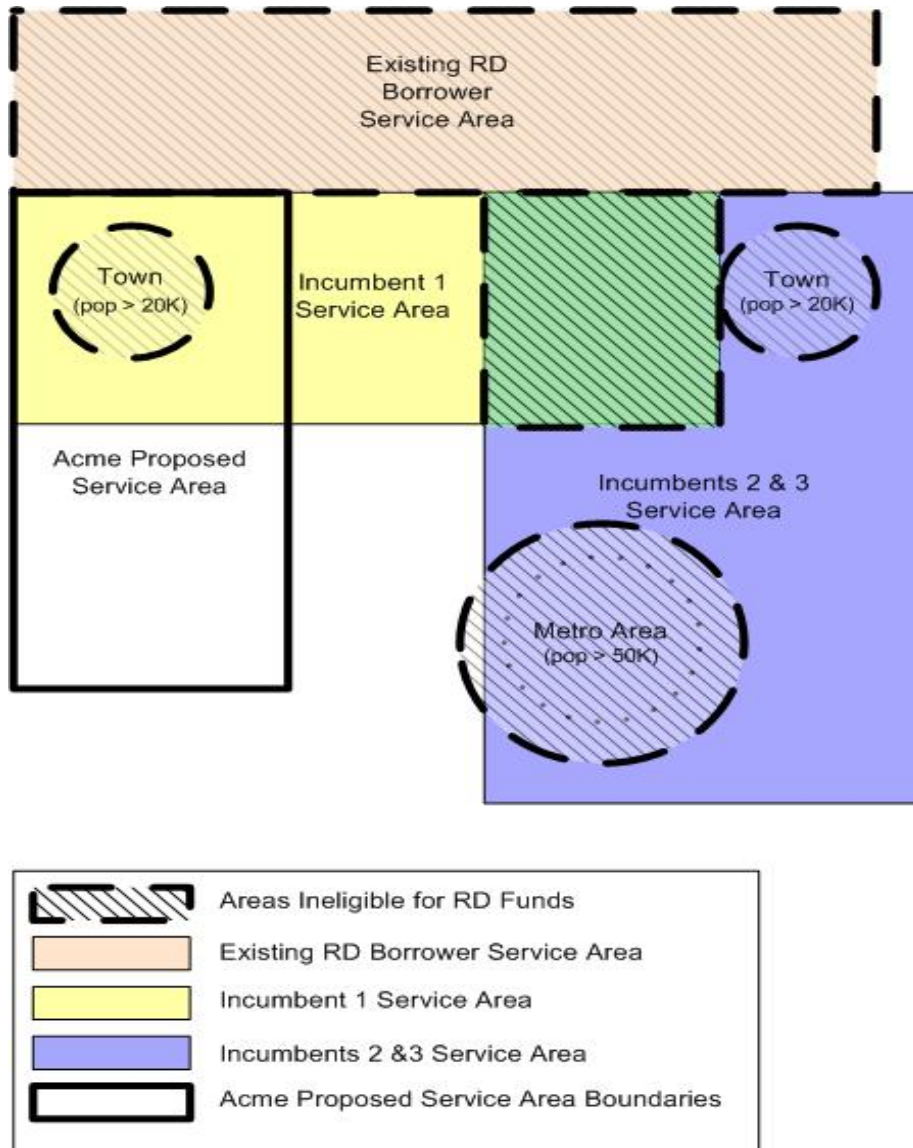 Existing RD
Borrower
Service Area
Town
(pop > 20K)
Incumbent 1
Service Area
Town
(pop > 20K)
Acme Proposed
Service Area
Incumbents 2 & 3
Service Area
Metro Area
(pop > 50K)
Areas Ineligible for RD Funds
Existing RD Borrower Service Area
Incumbent 1 Service Area
Incumbents 2 &3 Service Area
Acme Proposed Service Area Boundaries